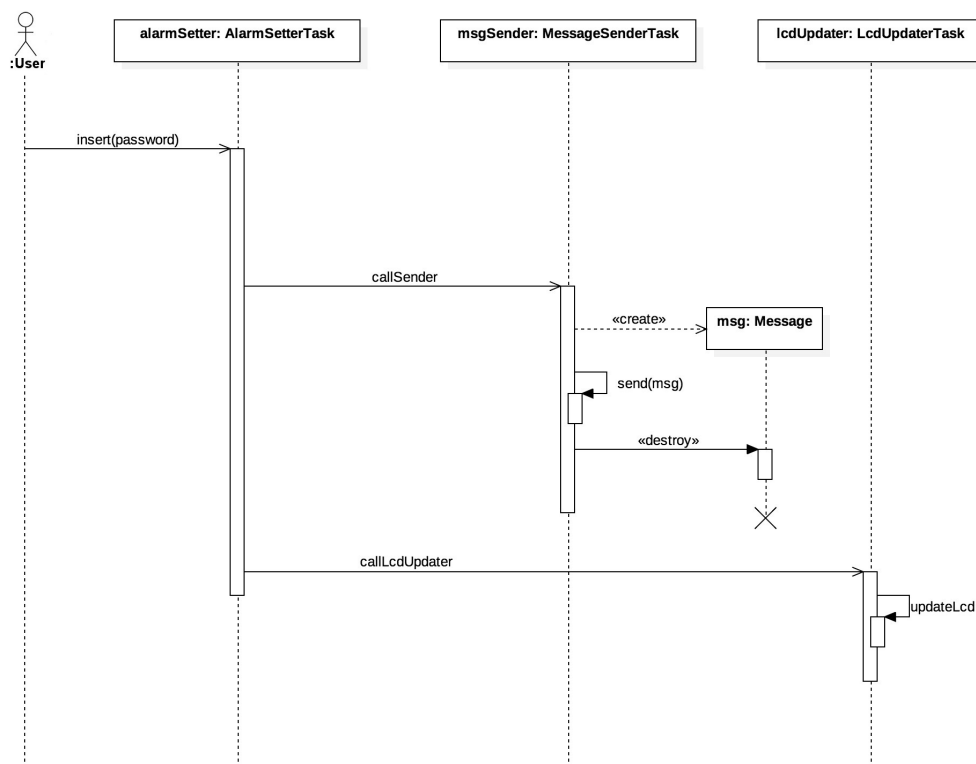 :User
alarmSetter: AlarmSetterTask
msgSender: MessageSenderTask
lcdUpdater: LcdUpdaterTask
insert(password)
callSender
«create»
msg: Message
send(msg)
«destroy»
callLcdUpdater
updateLcd